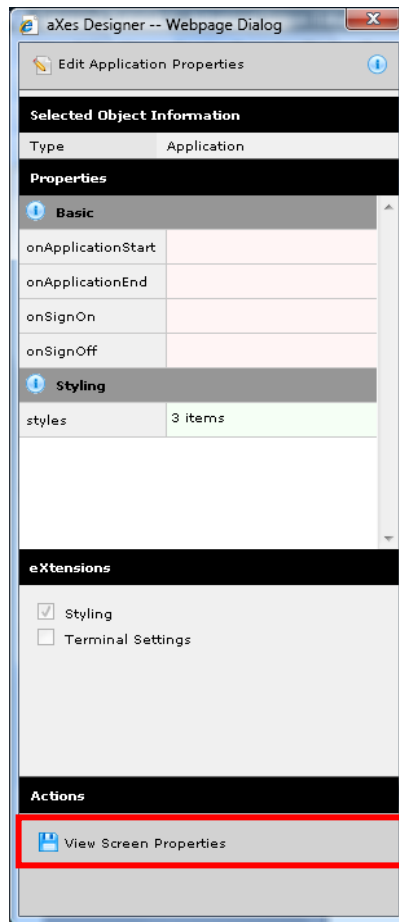 aXes Designer -- Webpage Dialog
Edit Application Properties
Selected Object Information
Type Application
Properties
Basic
onApplicationStart
onApplicationEnd
onSignOn
onSignOff
Styling
styles 3 items
eXtensions
Styling
Terminal Settings
Actions
View Screen Properties